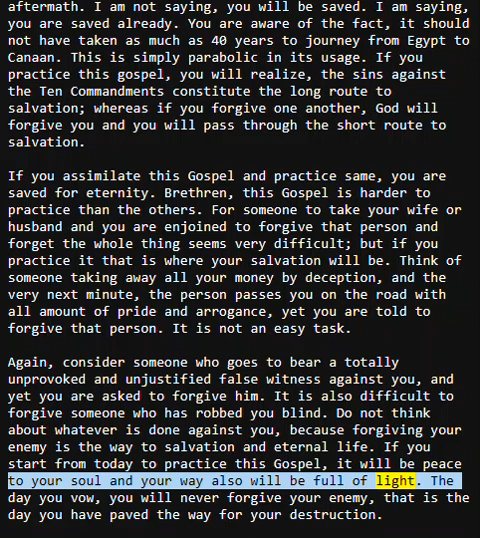 aftermath. I am not saying, you will be saved. I am saying,
you are saved already. You are aware of the fact, it should
not have taken as much as 40 years to journey from Egypt to
Canaan. This is simply parabolic in its usage. If you
practice this gospel, you will realize, the sins against
the Ten Commandments constitute the long route to
salvation; whereas if you forgive one another, God will
forgive you and you will pass through the short route to
salvation.

If you assimilate this Gospel and practice same, you are
saved for eternity. Brethren, this Gospel is harder to
practice than the others. For someone to take your wife or
husband and you are enjoined to forgive that person and
forget the whole thing seems very difficult; but if you
practice it that is where your salvation will be. Think of
someone taking away all your money by deception, and the
very next minute, the person passes you on the road with
all amount of pride and arrogance, yet you are told to
forgive that person. It is not an easy task.

Again, consider someone who goes to bear a totally
unprovoked and unjustified false witness against you, and
yet you are asked to forgive him. It is also difficult to
forgive someone who has robbed you blind. Do not think
about whatever is done against you, because forgiving your
enemy is the way to salvation and eternal life. If you
start from today to practice this Gospel, it will be peace
to your soul and your way also will be full of light. The
day you vow, you will never forgive your enemy, that is the
day you have paved the way for your destruction.